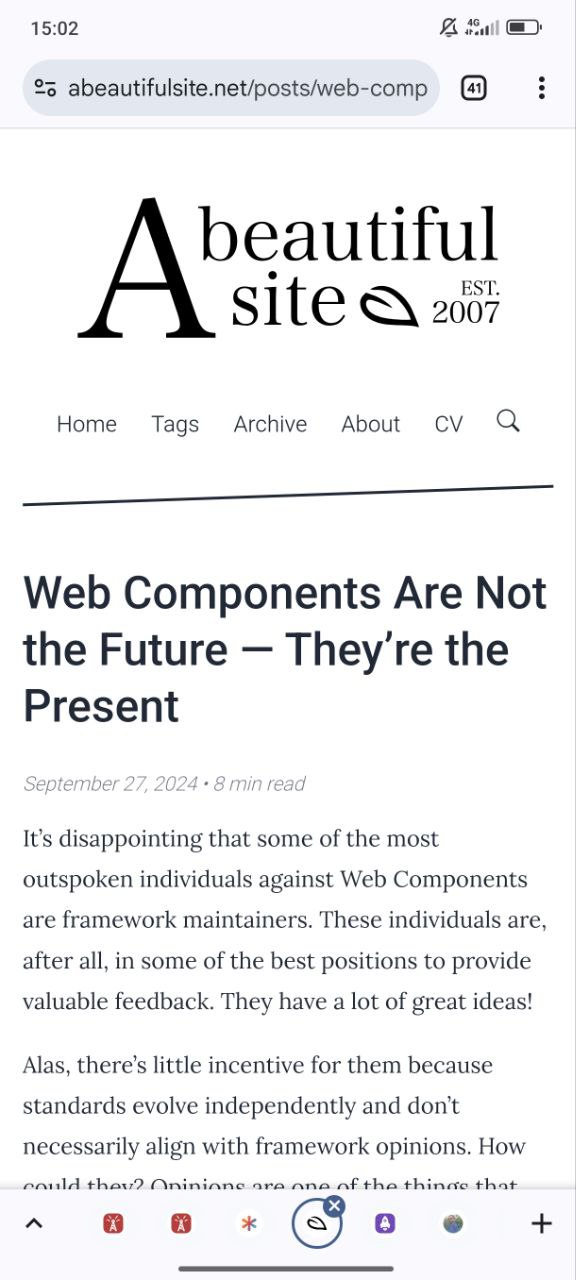 15:02
4G
abeautifulsite.net/posts/web-comp
41
A beautiful
site
EST.
2007
Home Tags Archive About CV
Web Components Are Not
the Future — They’re the
Present
September 27, 2024 • 8 min read
It’s disappointing that some of the most
outspoken individuals against Web Components
are framework maintainers. These individuals are,
after all, in some of the best positions to provide
valuable feedback. They have a lot of great ideas!
Alas, there’s little incentive for them because
standards evolve independently and don’t
necessarily align with framework opinions. How
could they? Opinions are one of the things that